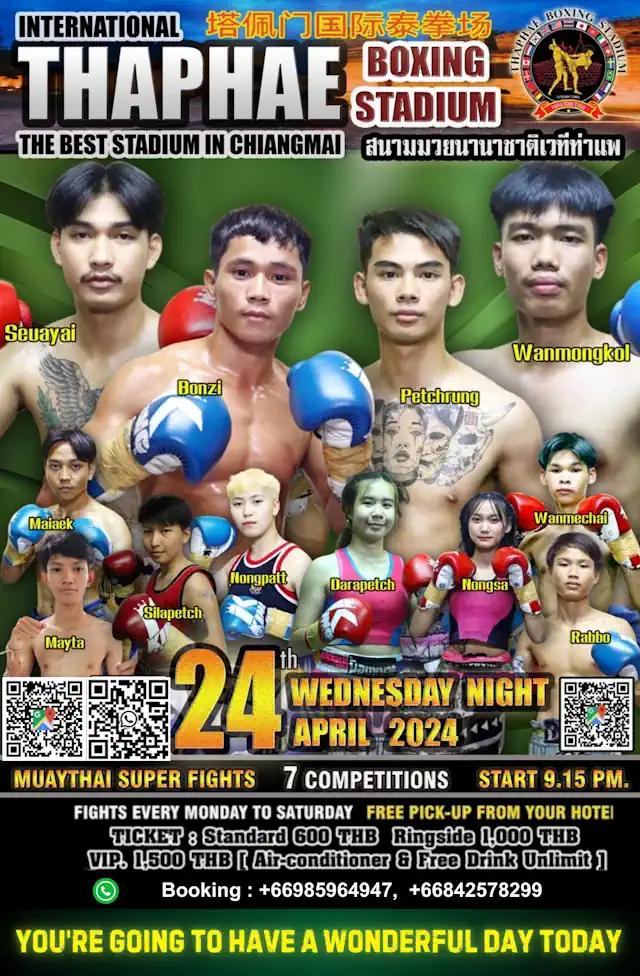 INTERNATIONAL 塔佩门国际泰拳场
THAPHAE BOXING STADIUM
THE BEST STADIUM IN CHIANGMAI สนามมวยนานาชาติเวทีท่าแพ
THAPHAE BOXING STADIUM
Seuayai
Wanmongkol
Bonzi
Petchrung
Maiaek
Wanmechai
Nongpatt
Darapetch
Nongsa
Silapetch
Mayta
Rabbo
24th WEDNESDAY NIGHT
APRIL 2024
MUAYTHAI SUPER FIGHTS 7 COMPETITIONS START 9.15 PM.
FIGHTS EVERY MONDAY TO SATURDAY FREE PICK-UP FROM YOUR HOTEl
TICKET : Standard 600 THB Ringside 1,000 THB
VIP. 1,500 THB [ Air-conditioner & Free Drink Unlimit ]
Booking : +66985964947, +66842578299
YOU'RE GOING TO HAVE A WONDERFUL DAY TODAY